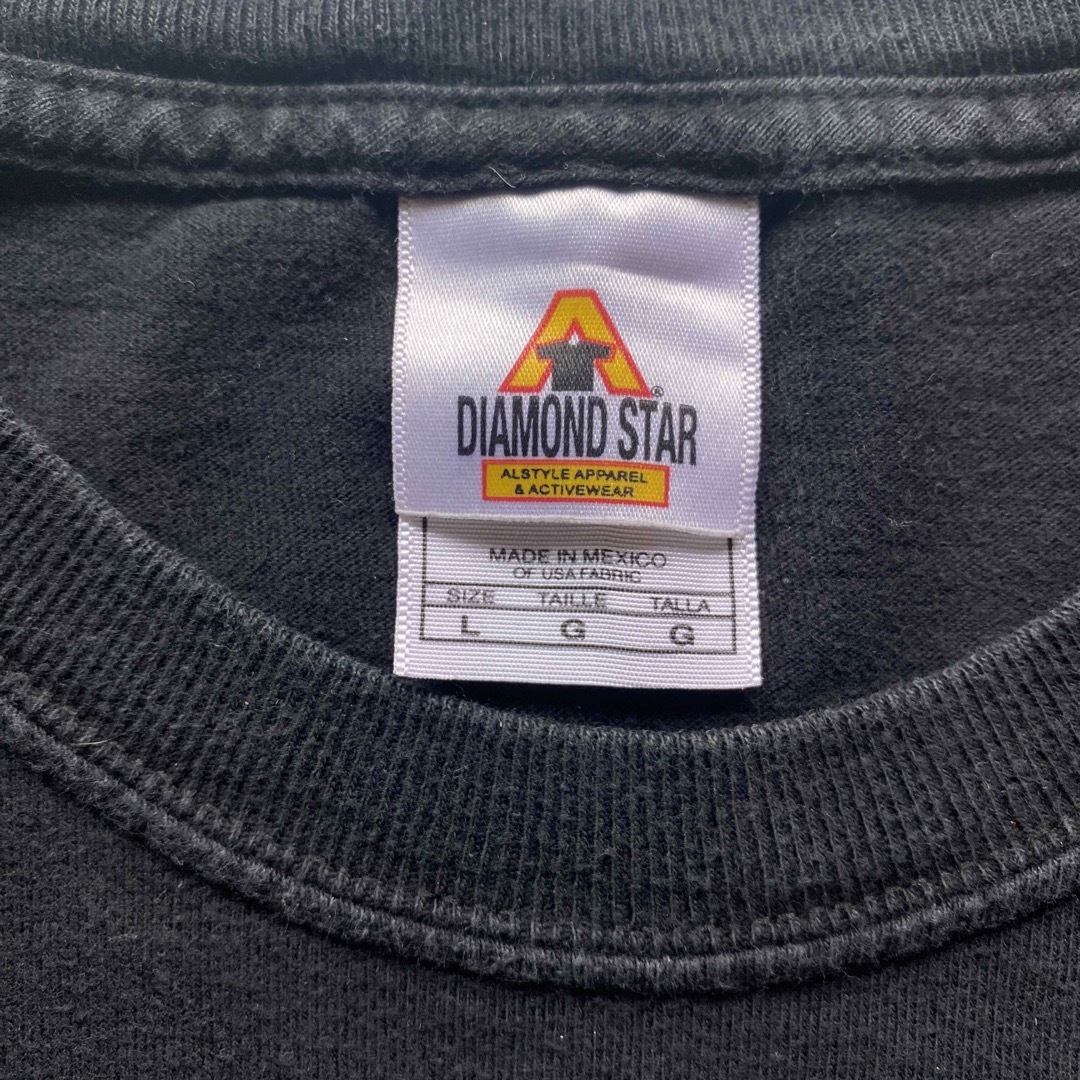 A
DIAMOND STAR®
ALSTYLE APPAREL
& ACTIVEWEAR
MADE IN MEXICO
OF USA FABRIC
SIZE TAILLE TALLA
L G G